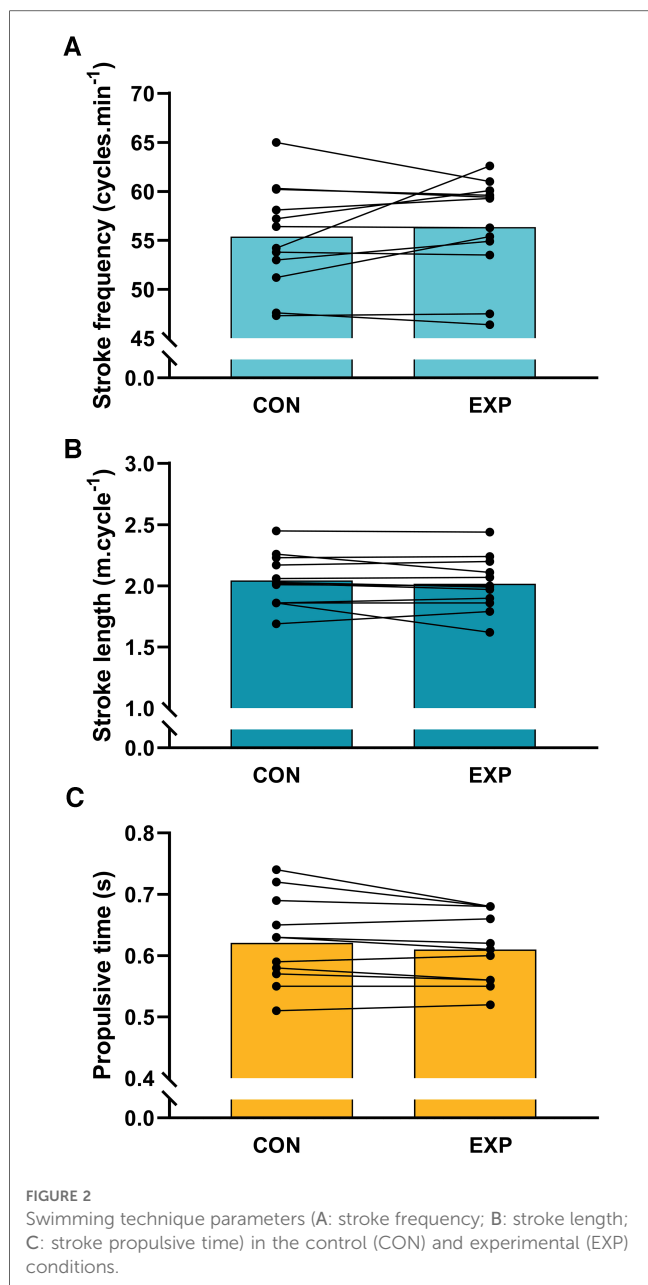 A
Stroke frequency (cycles.min⁻¹)
70
65
60
55
50
45
0.0
CON EXP
B
Stroke length (m.cycle⁻¹)
3.0
2.5
2.0
1.5
1.0
0.0
CON EXP
C
Propulsive time (s)
0.8
0.7
0.6
0.5
0.4
0.0
CON EXP
FIGURE 2
Swimming technique parameters (A: stroke frequency; B: stroke length;
C: stroke propulsive time) in the control (CON) and experimental (EXP)
conditions.